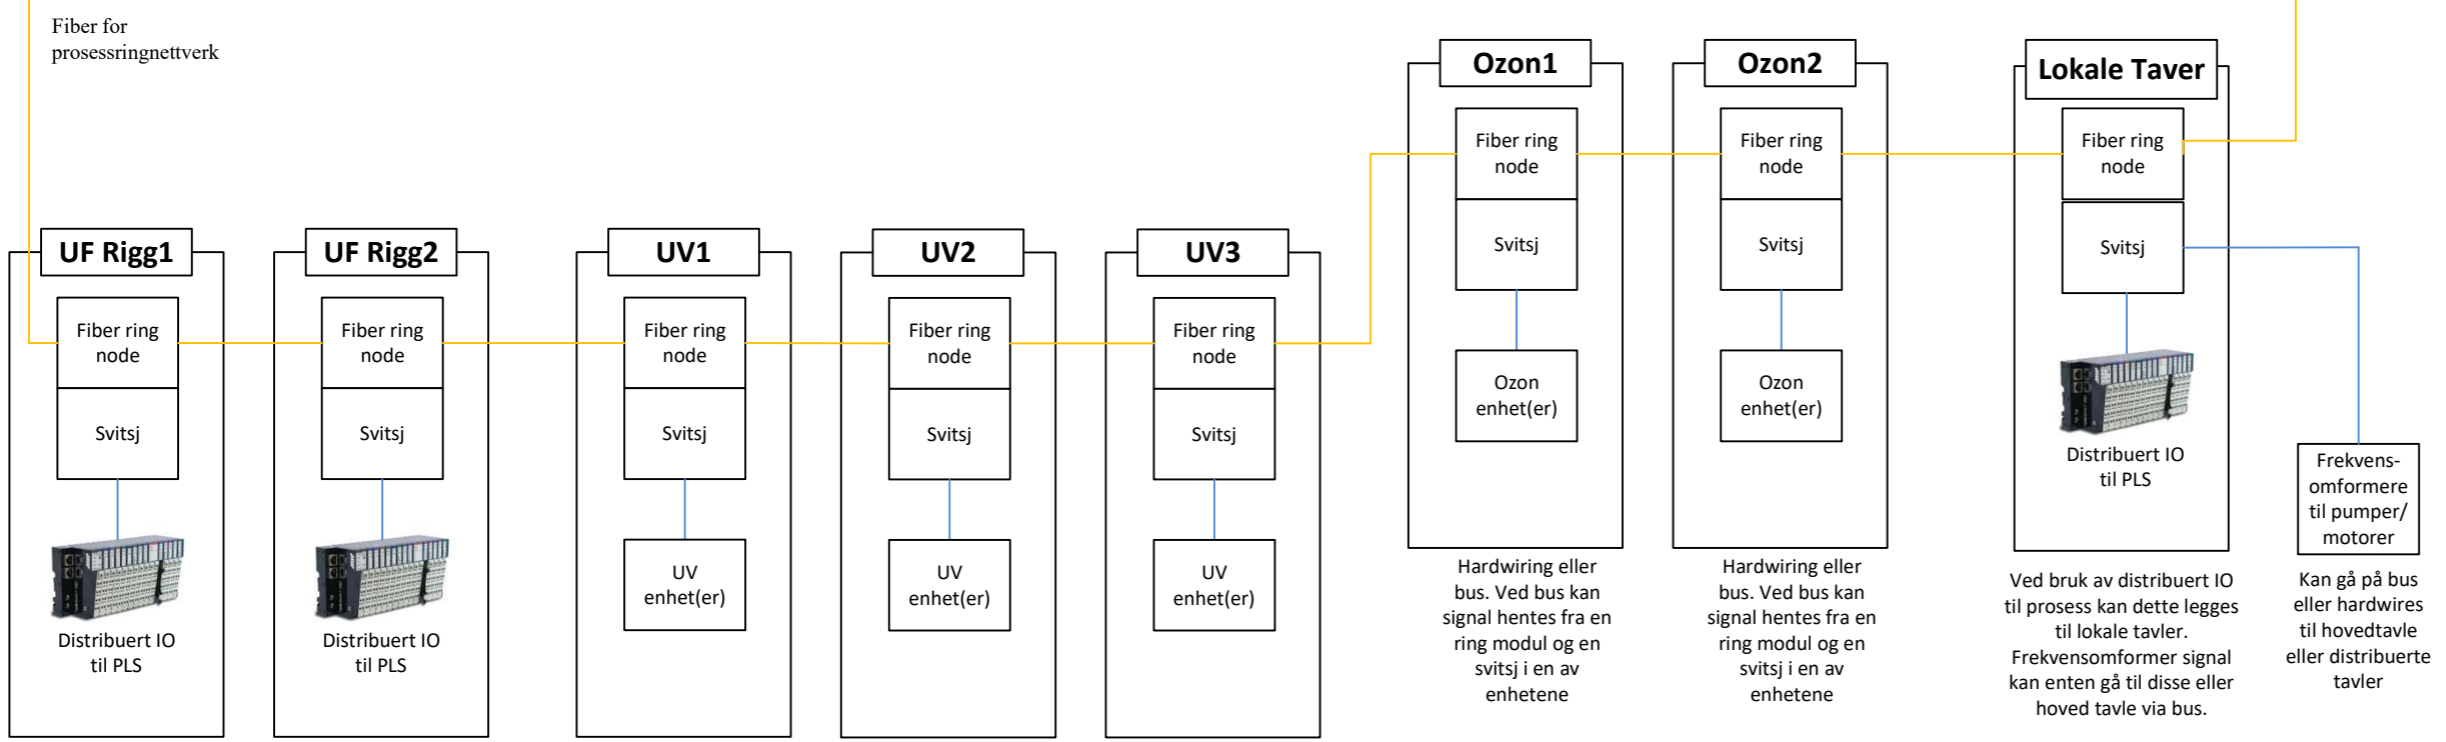 Fiber for
prosessringnettverk
UF Rigg1
Fiber ring
node
Svitsj
Distribuert IO
til PLS
UF Rigg2
Fiber ring
node
Svitsj
Distribuert IO
til PLS
UV1
Fiber ring
node
Svitsj
UV
enhet(er)
UV2
Fiber ring
node
Svitsj
UV
enhet(er)
UV3
Fiber ring
node
Svitsj
UV
enhet(er)
Ozon1
Fiber ring
node
Svitsj
Ozon
enhet(er)
Hardwiring eller
bus. Ved bus kan
signal hentes fra en
ring modul og en
svitsj i en av
enhetene
Ozon2
Fiber ring
node
Svitsj
Ozon
enhet(er)
Hardwiring eller
bus. Ved bus kan
signal hentes fra en
ring modul og en
svitsj i en av
enhetene
Lokale Taver
Fiber ring
node
Svitsj
Distribuert IO
til PLS
Ved bruk av distribuert IO
til prosess kan dette legges
til lokale tavler.
Frekvensomformer signal
kan enten gå til disse eller
hoved tavle via bus.
Frekvens-
omformere
til pumper/
motorer
Kan gå på bus
eller hardwires
til hovedtavle
eller distribuerte
tavler